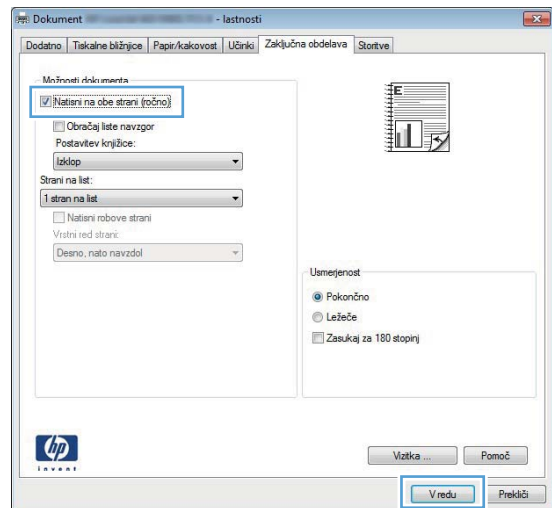 Dokument - lastnosti
Dodatno Tiskalne bližnjice Papir/kakovost Učinki Zaključna obdelava Storitve
Možnosti dokumenta
Natisni na obe strani (ročno)
Obračaj liste navzgor
Postavitev knjižice:
Izklop
Strani na list:
1 stran na list
Natisni robove strani
Vrstni red strani:
Desno, nato navzdol
E
Usmerjenost
Pokončno
Ležeče
Zasukaj za 180 stopinj
hp
invent
Vizitka ... Pomoč
V redu Prekliči